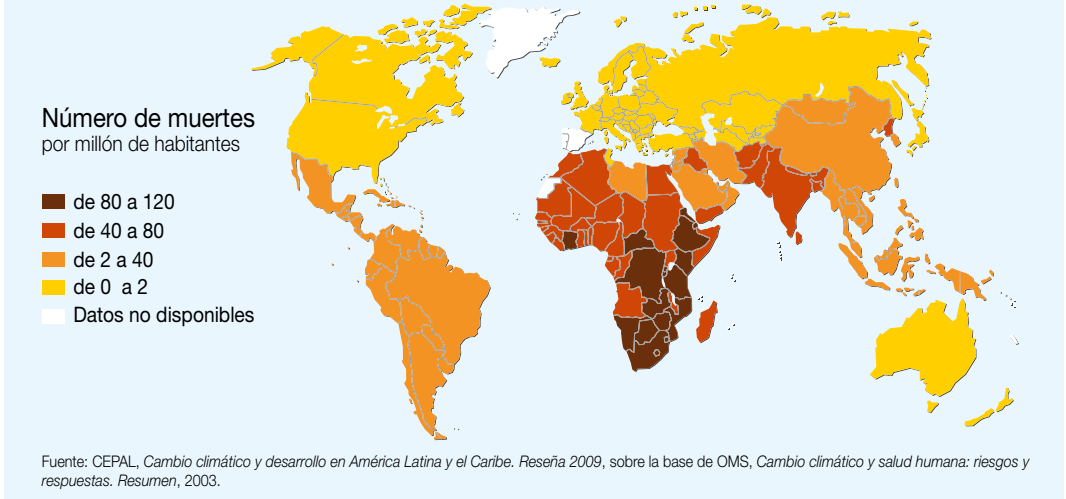 Número de muertes
por millón de habitantes
de 80 a 120
de 40 a 80
de 2 a 40
de 0 a 2
Datos no disponibles
Fuente: CEPAL, Cambio climático y desarrollo en América Latina y el Caribe. Reseña 2009, sobre la base de OMS, Cambio climático y salud humana: riesgos y
respuestas. Resumen, 2003.